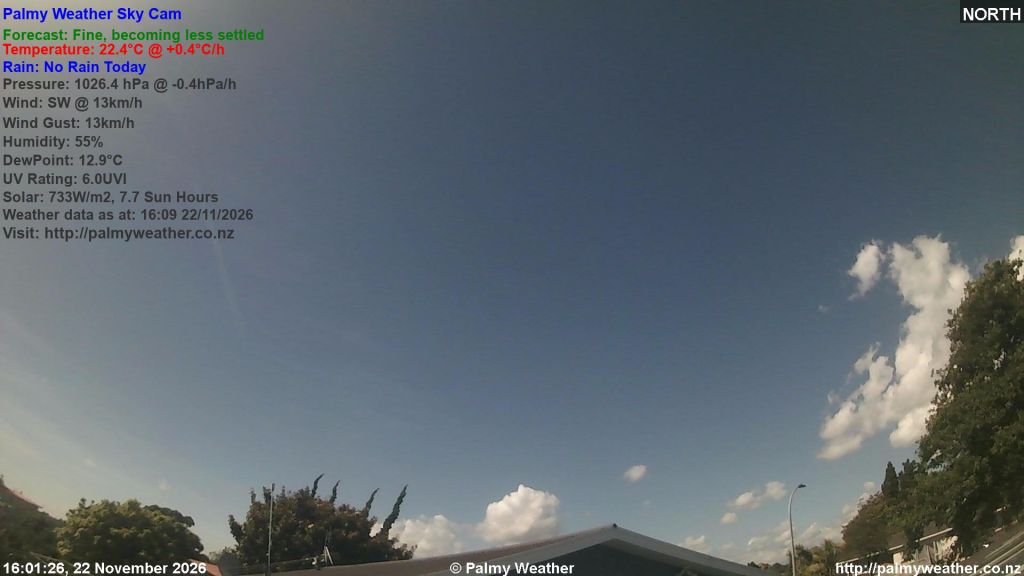 Palmy Weather Sky Cam
NORTH
Forecast: Fine, becoming less settled
Temperature: 22.4°C @ +0.4°C/h
Rain: No Rain Today
Pressure: 1026.4 hPa @ -0.4hPa/h
Wind: SW @ 13km/h
Wind Gust: 13km/h
Humidity: 55%
DewPoint: 12.9°C
UV Rating: 6.0UVI
Solar: 733W/m2, 7.7 Sun Hours
Weather data as at: 16:09 22/11/2026
Visit: http://palmyweather.co.nz
16:01:26, 22 November 2026
© Palmy Weather
http://palmyweather.co.nz